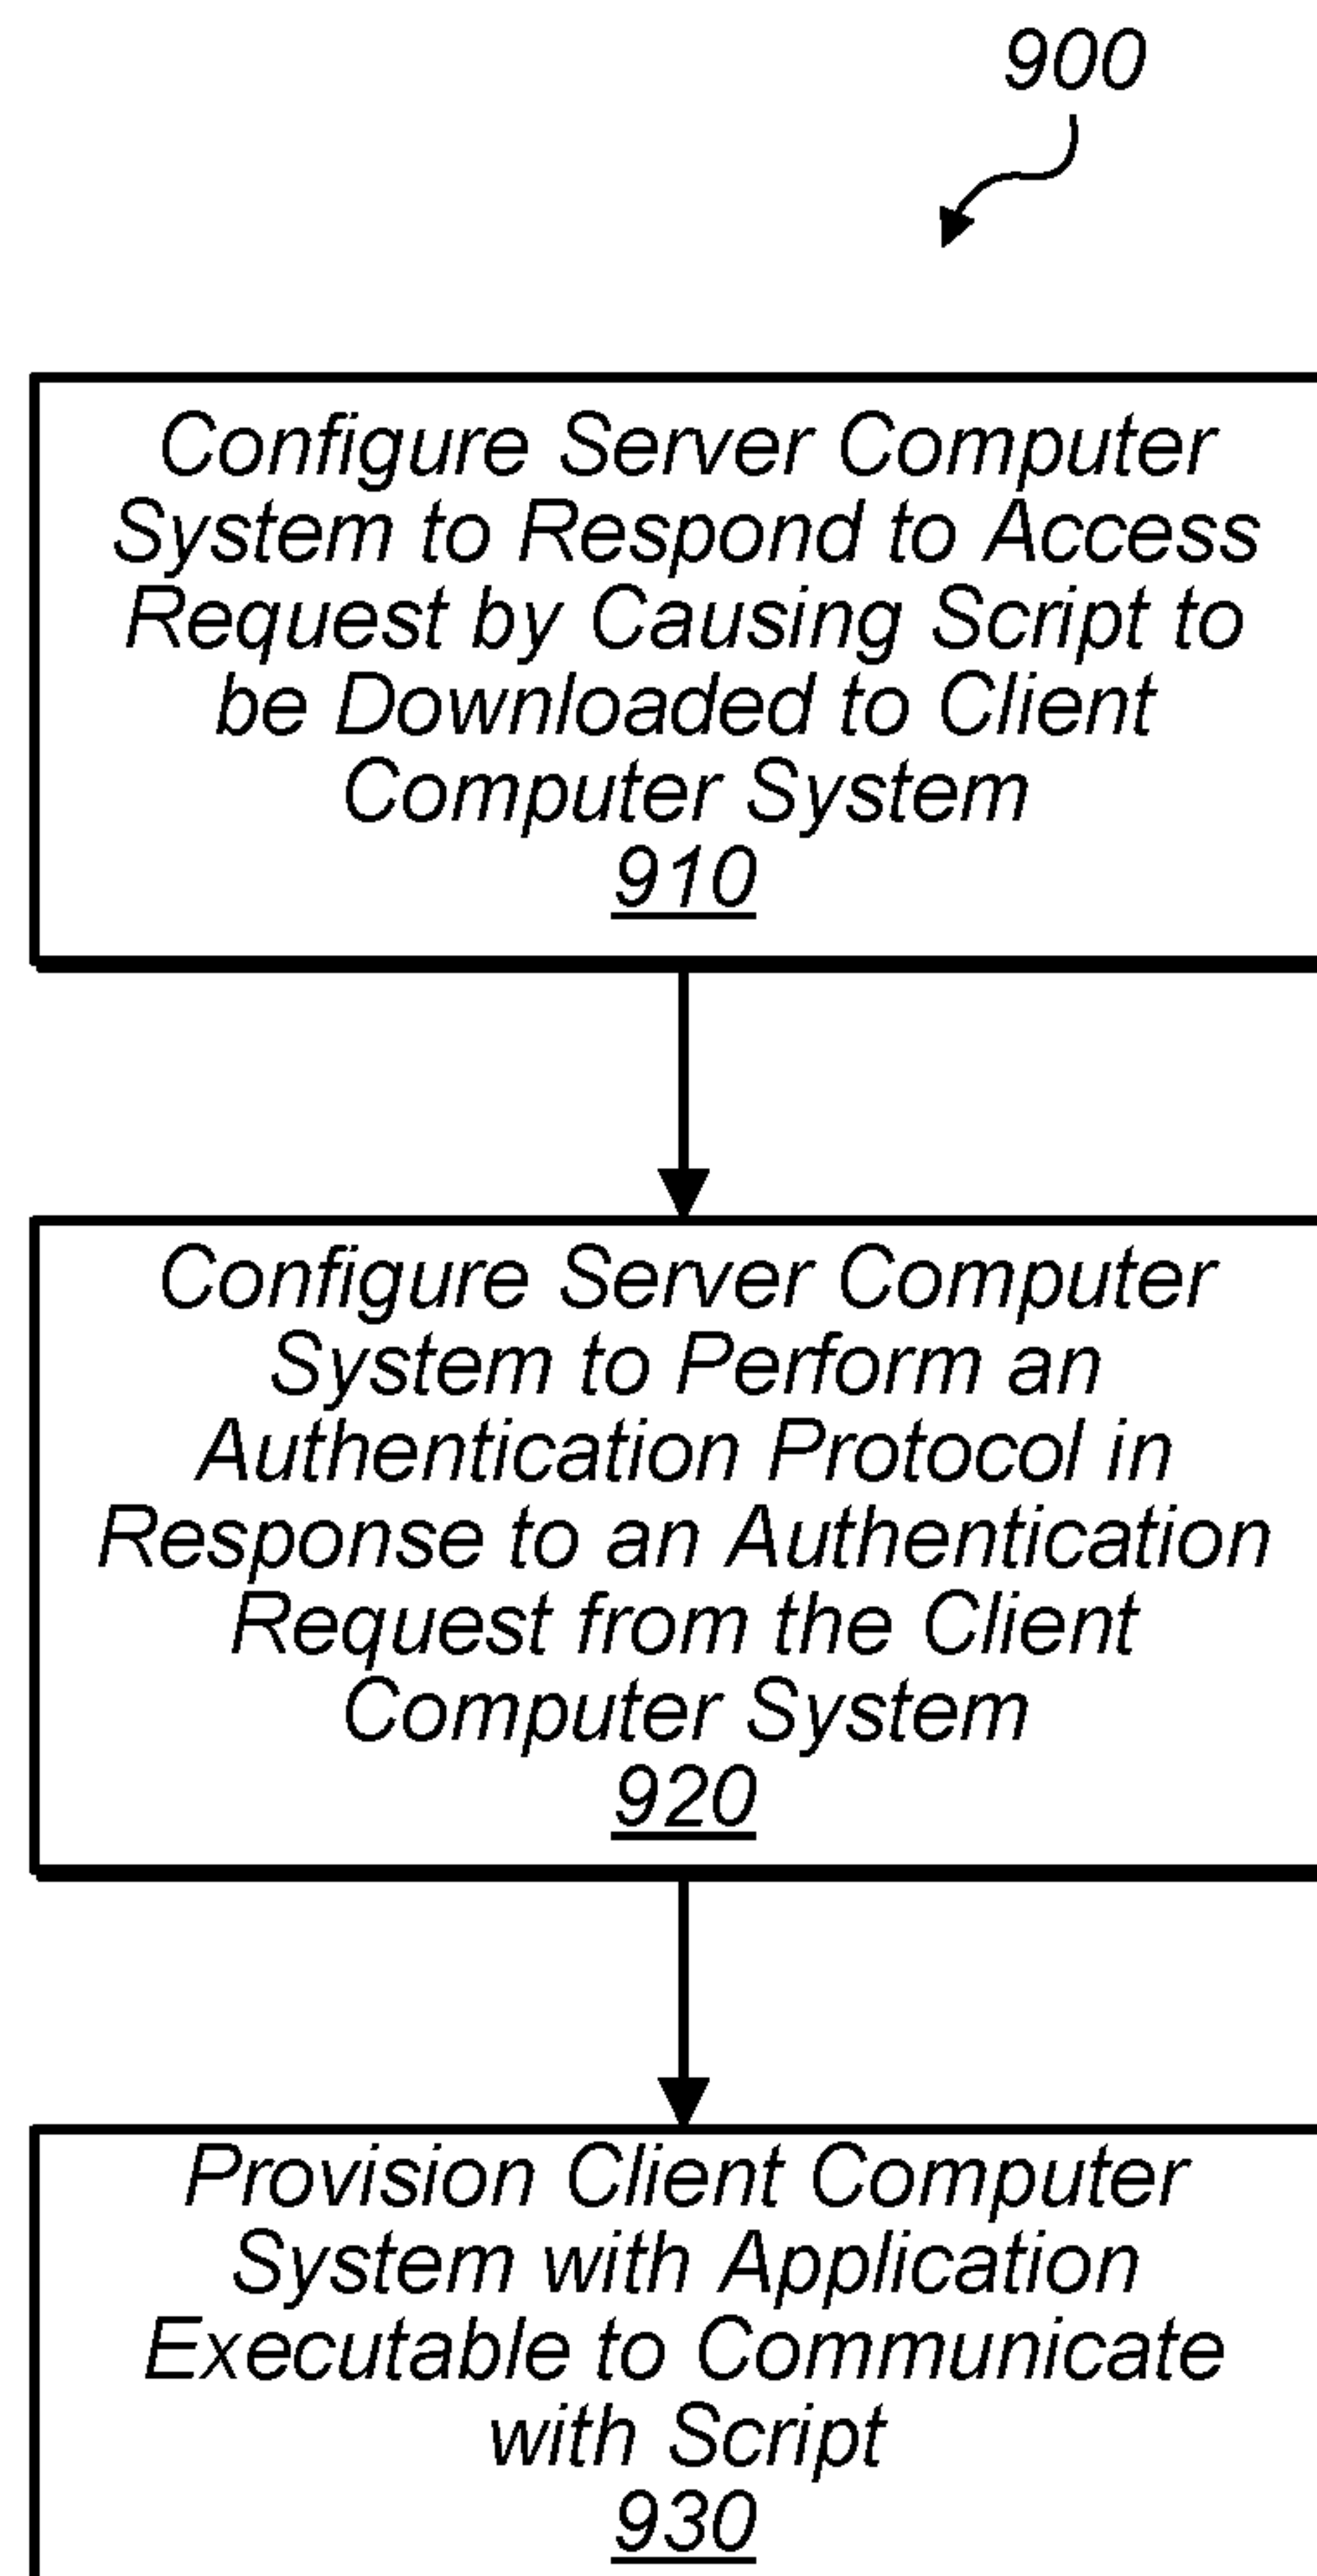 900
Configure Server Computer
System to Respond to Access
Request by Causing Script to
be Downloaded to Client
Computer System
910
Configure Server Computer
System to Perform an
Authentication Protocol in
Response to an Authentication
Request from the Client
Computer System
920
Provision Client Computer
System with Application
Executable to Communicate
with Script
930